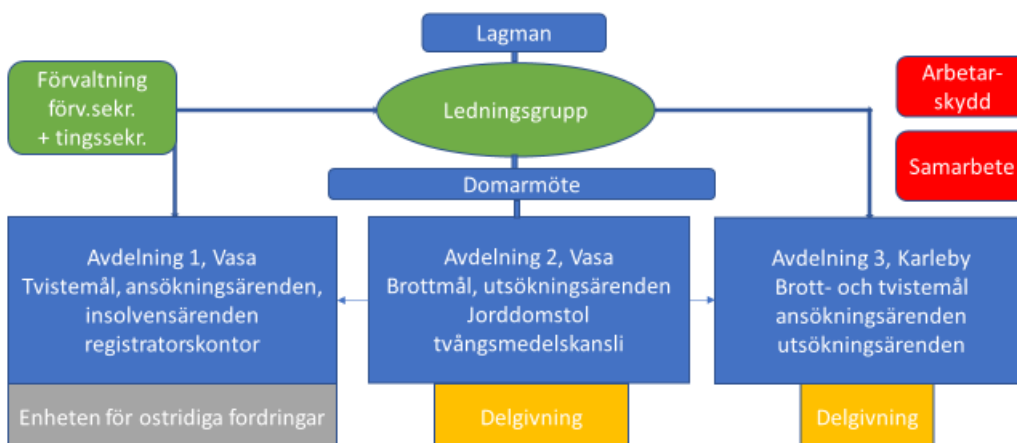 Lagman
Förvaltning
förv.sekr.
+ tingssekr.
Ledningsgrupp
Arbetar-
skydd
Samarbete
Domarmöte
Avdelning 1, Vasa
Tvistemål, ansökningsärenden,
insolvensärenden
registratorskontor
Avdelning 2, Vasa
Brottmål, utsökningsärenden
Jorddomstol
tvångsmedelskansli
Avdelning 3, Karleby
Brott- och tvistemål
ansökningsärenden
utsökningsärenden
Enheten för ostridiga fordringar
Delgivning
Delgivning